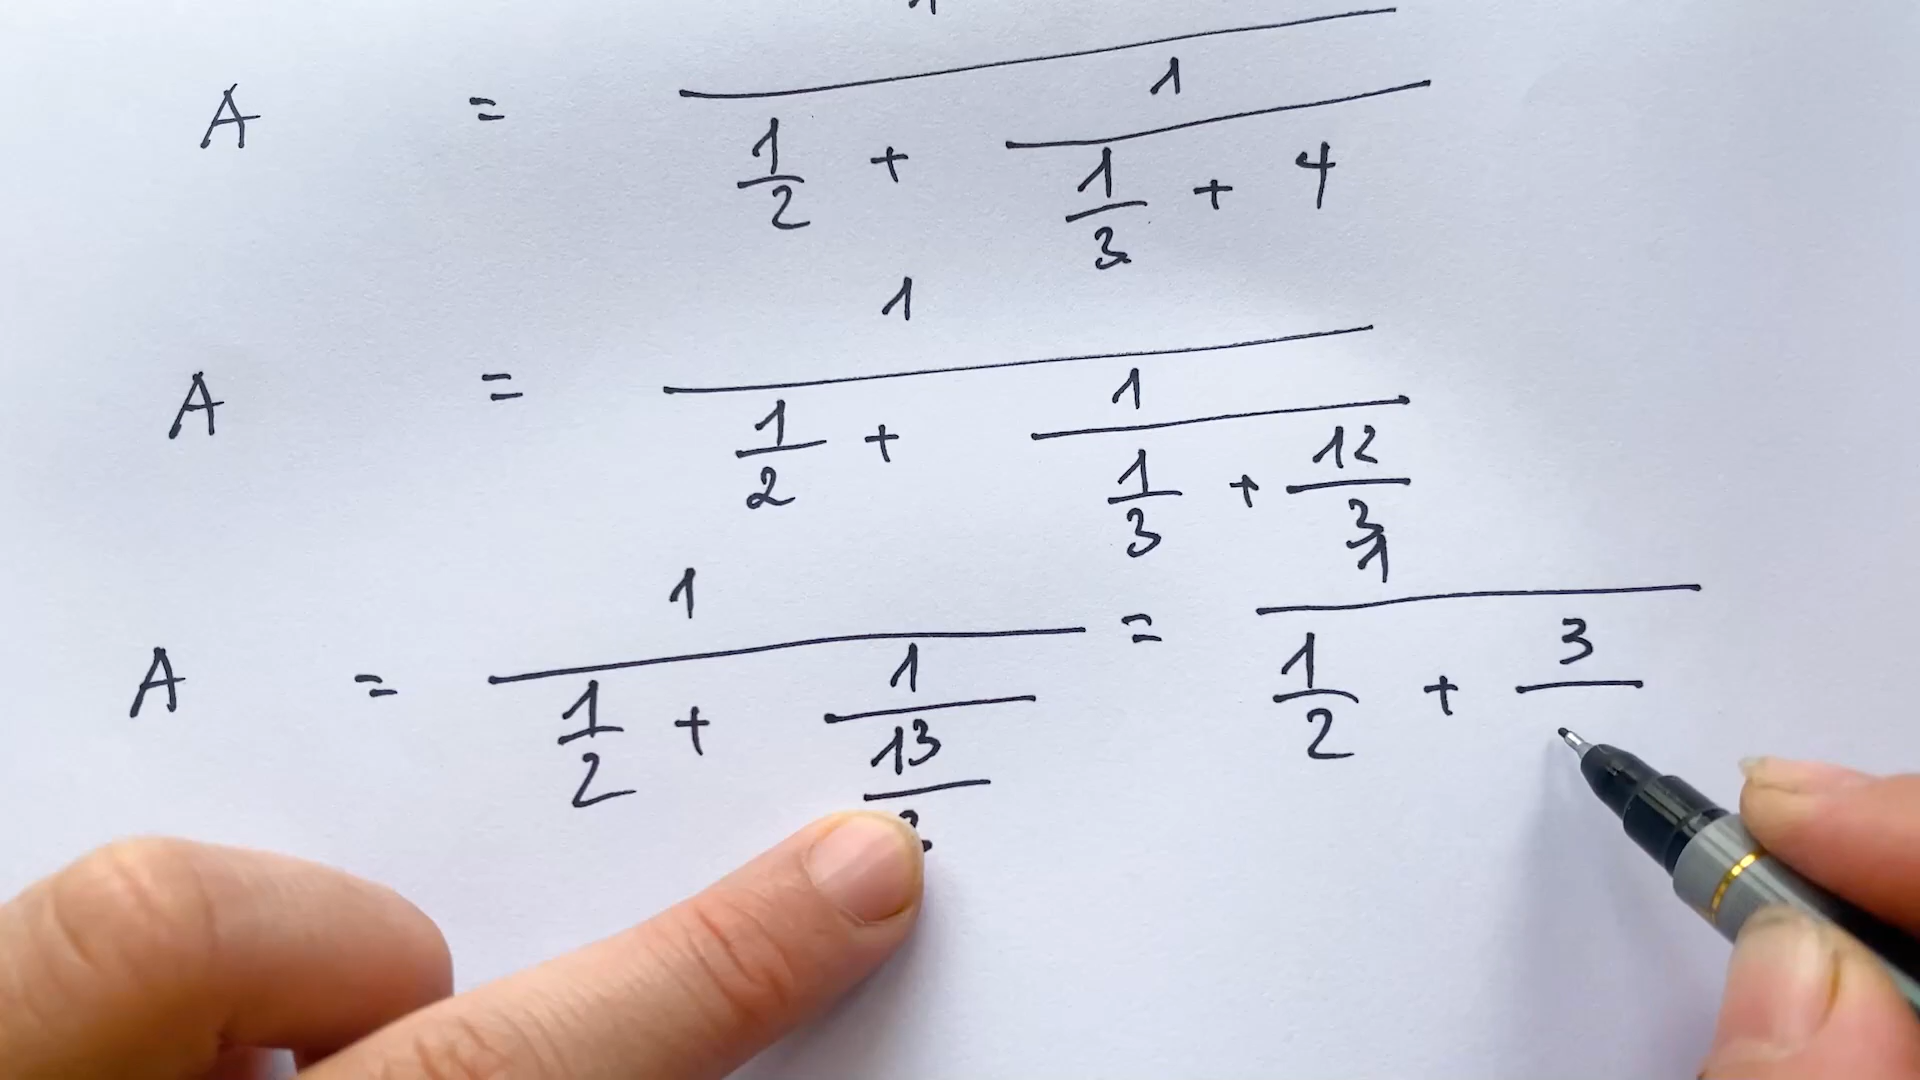 1
A = 1/2 + 1/(1/3 + 4)
1
A = 1/2 + 1/(1/3 + 12/3)
1 1
A = 1/2 + 1/(13/3) = 1/2 + 3/